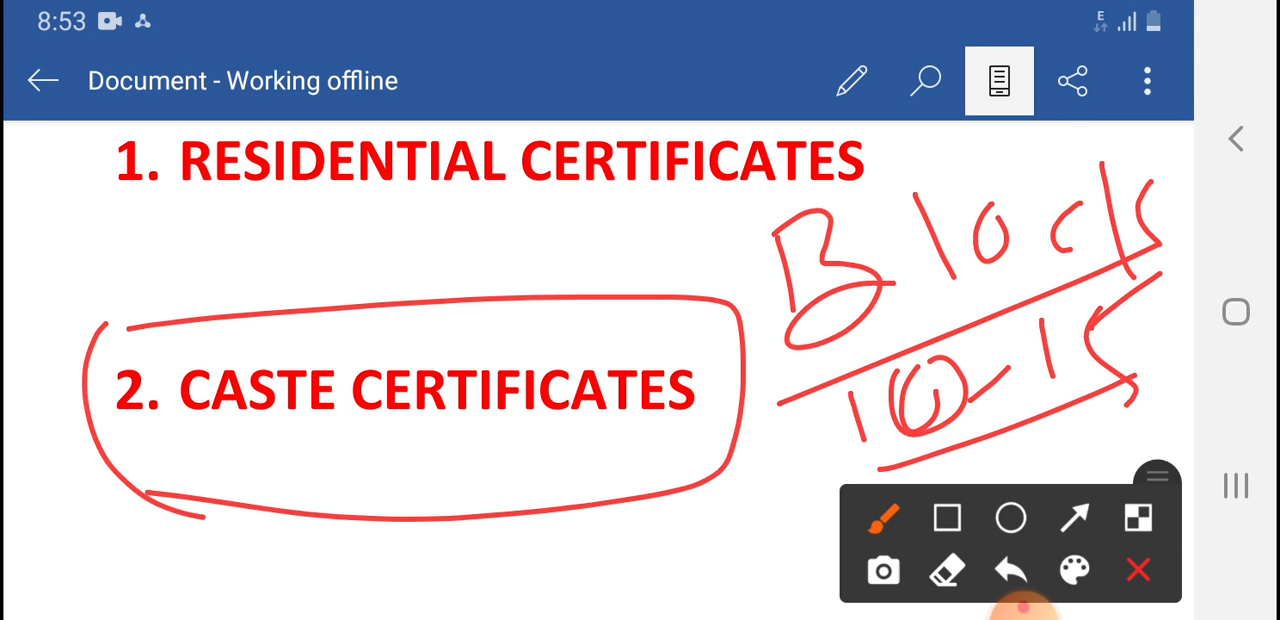 8:53
E
Document - Working offline
1. RESIDENTIAL CERTIFICATES
Block
2. CASTE CERTIFICATES
10-15